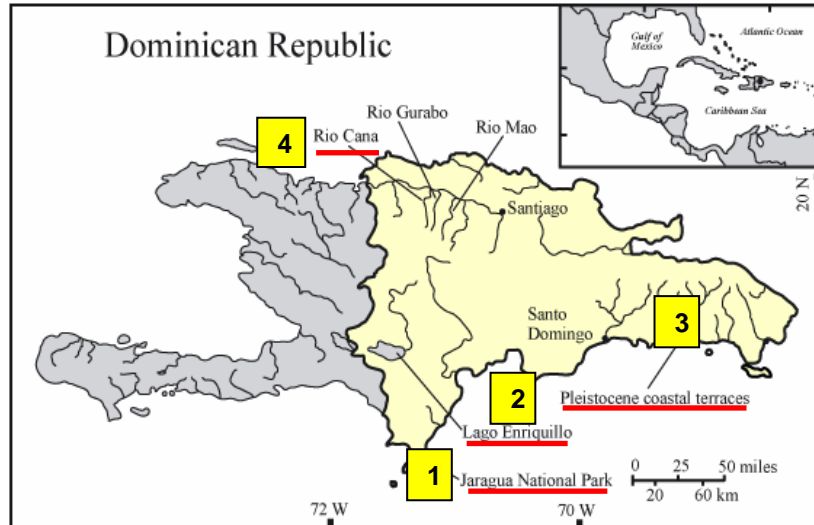 Dominican Republic
Gulf of
Mexico
Atlantic Ocean
Caribbean Sea
20 N
4
Rio Gurabo
Rio Cana
Rio Mao
Santiago
Santo
Domingo
3
2
Pleistocene coastal terraces
Lago Enriquillo
1
Jaragua National Park
0 25 50 miles
20 60 km
72 W
70 W